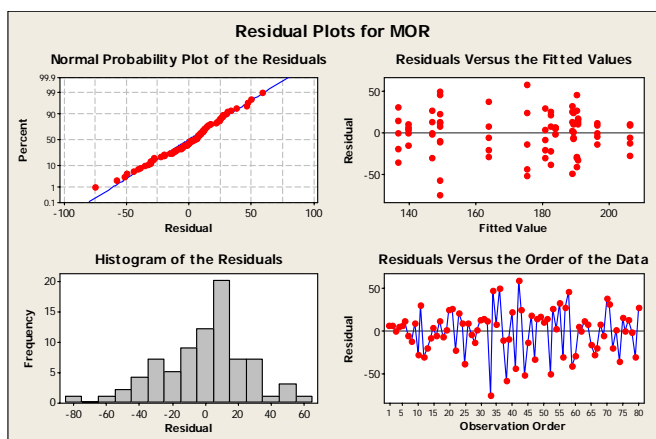 Residual Plots for MOR
Normal Probability Plot of the Residuals
99.9
99
90
50
10
1
0.1
Percent
-100 -50 0 50 100
Residual
Residuals Versus the Fitted Values
50
0
-50
Residual
140 160 180 200
Fitted Value
Histogram of the Residuals
20
15
10
5
0
Frequency
-80 -60 -40 -20 0 20 40 60
Residual
Residuals Versus the Order of the Data
50
0
-50
Residual
1 5 10 15 20 25 30 35 40 45 50 55 60 65 70 75 80
Observation Order